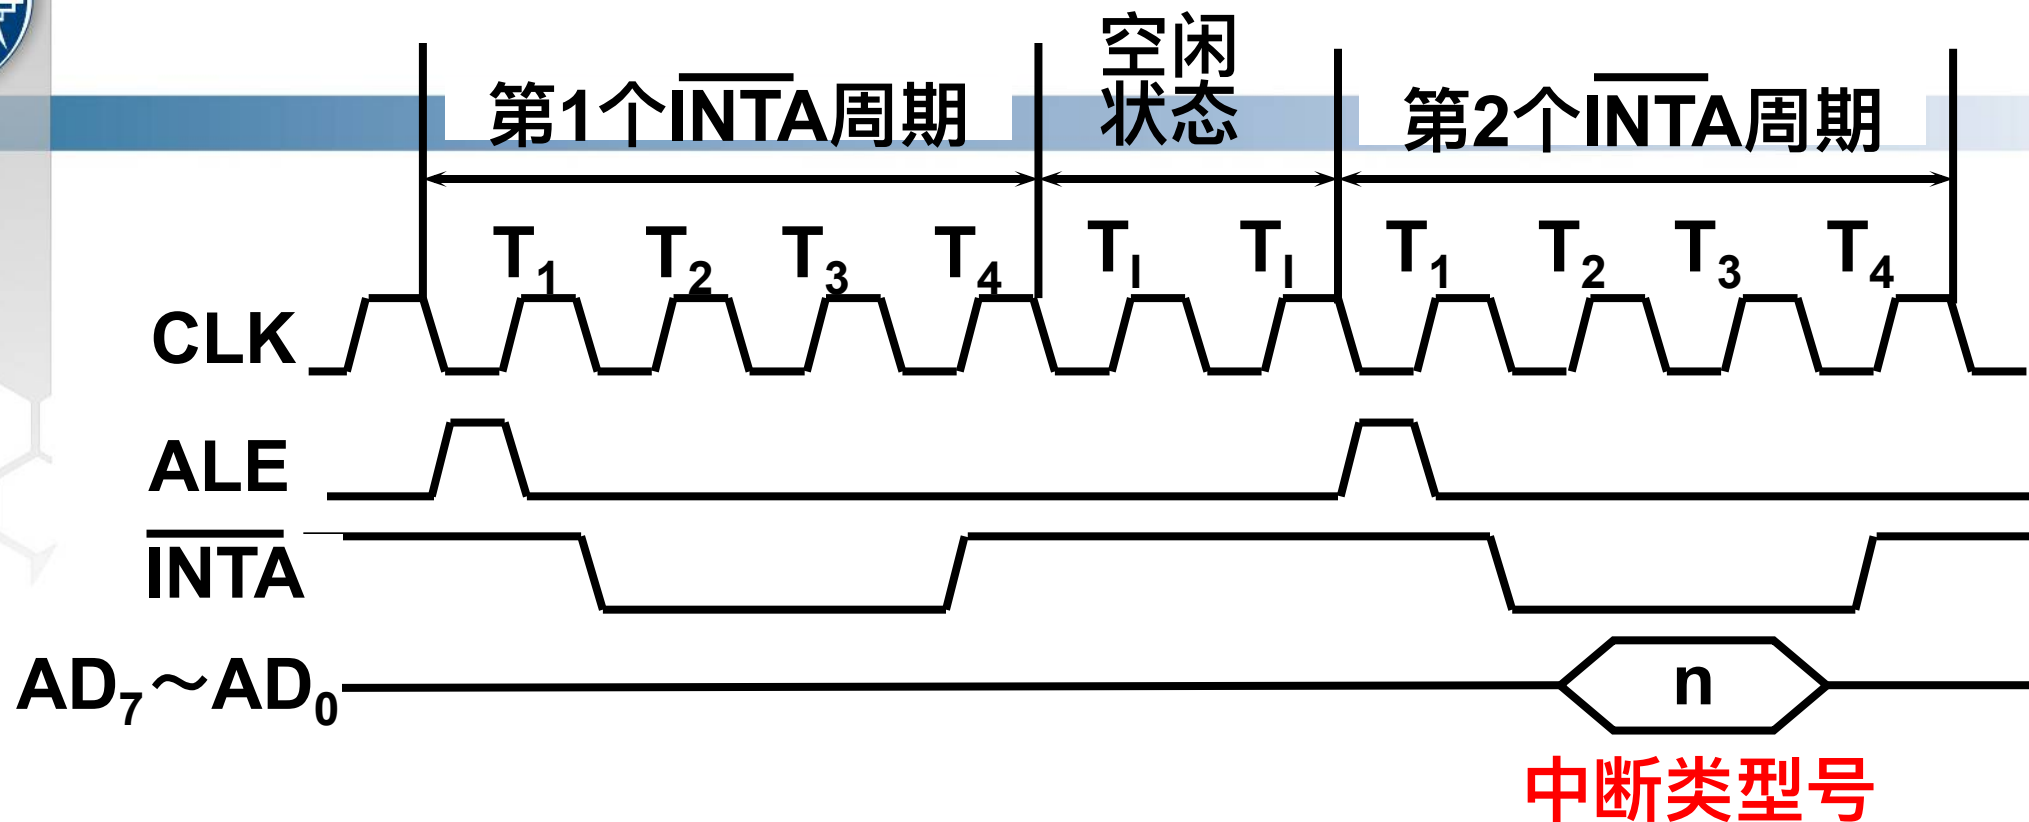 空闲
状态
第1个INTA周期
第2个INTA周期
T1 T2 T3 T4 TI TI T1 T2 T3 T4
CLK
ALE
INTA
AD7～AD0
n
中断类型号